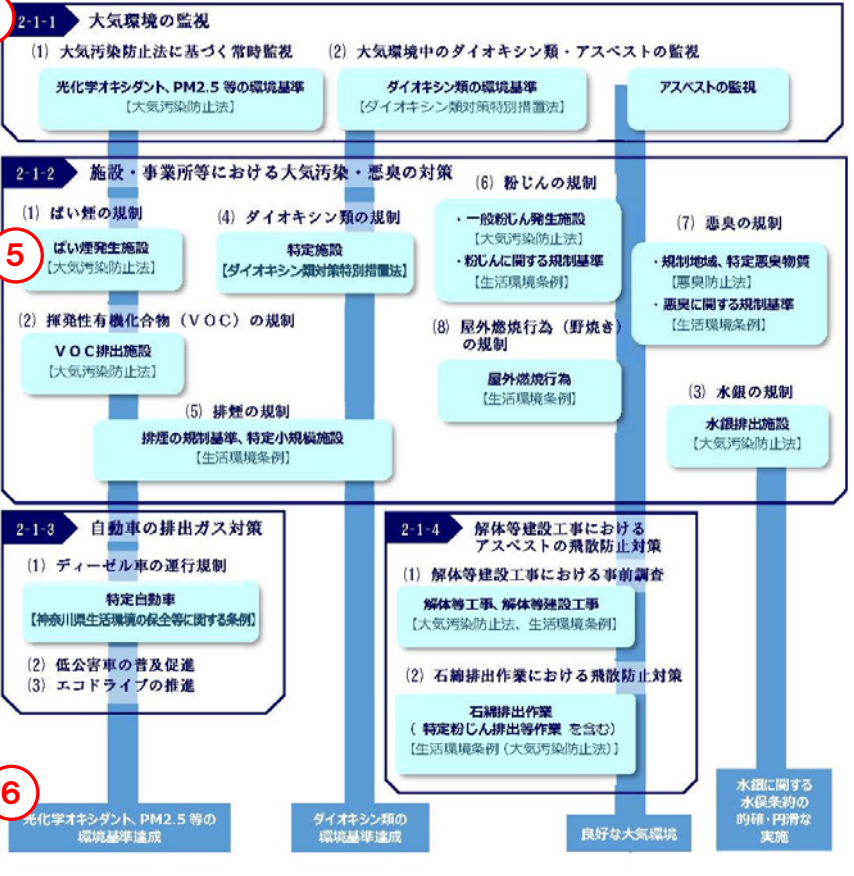 2-1-1 大気環境の監視
(1) 大気汚染防止法に基づく常時監視
(2) 大気環境中のダイオキシン類・アスベストの監視
光化学オキシダント、PM2.5 等の環境基準
【大気汚染防止法】
ダイオキシン類の環境基準
【ダイオキシン類対策特別措置法】
アスベストの監視
2-1-2 施設・事業所等における大気汚染・悪臭の対策
(1) ばい煙の規制
5
ばい煙発生施設
【大気汚染防止法】
(4) ダイオキシン類の規制
特定施設
【ダイオキシン類対策特別措置法】
(6) 粉じんの規制
・一般粉じん発生施設
【大気汚染防止法】
・粉じんに関する規制基準
【生活環境条例】
(7) 悪臭の規制
・規制地域、特定悪臭物質
【悪臭防止法】
・悪臭に関する規制基準
【生活環境条例】
(2) 揮発性有機化合物（ＶＯＣ）の規制
ＶＯＣ排出施設
【大気汚染防止法】
(8) 屋外燃焼行為（野焼き）
の規制
屋外燃焼行為
【生活環境条例】
(3) 水銀の規制
水銀排出施設
【大気汚染防止法】
(5) 排煙の規制
排煙の規制基準、特定小規模施設
【生活環境条例】
2-1-3 自動車の排出ガス対策
(1) ディーゼル車の運行規制
特定自動車
【神奈川県生活環境の保全等に関する条例】
(2) 低公害車の普及促進
(3) エコドライブの推進
2-1-4 解体等建設工事における
アスベストの飛散防止対策
(1) 解体等建設工事における事前調査
解体等工事、解体等建設工事
【大気汚染防止法、生活環境条例】
(2) 石綿排出作業における飛散防止対策
石綿排出作業
( 特定粉じん排出等作業 を含む)
【生活環境条例 (大気汚染防止法)】
6
光化学オキシダント、PM2.5 等の
環境基準達成
ダイオキシン類の
環境基準達成
良好な大気環境
水銀に関する
水俣条約の
的確・円滑な
実施